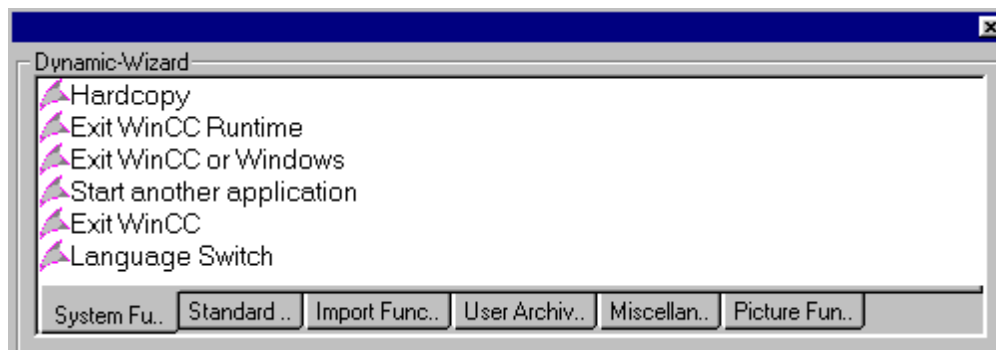 Dynamic-Wizard
Hardcopy
Exit WinCC Runtime
Exit WinCC or Windows
Start another application
Exit WinCC
Language Switch
System Fu.. Standard .. Import Func.. User Archiv.. Miscellan.. Picture Fun..